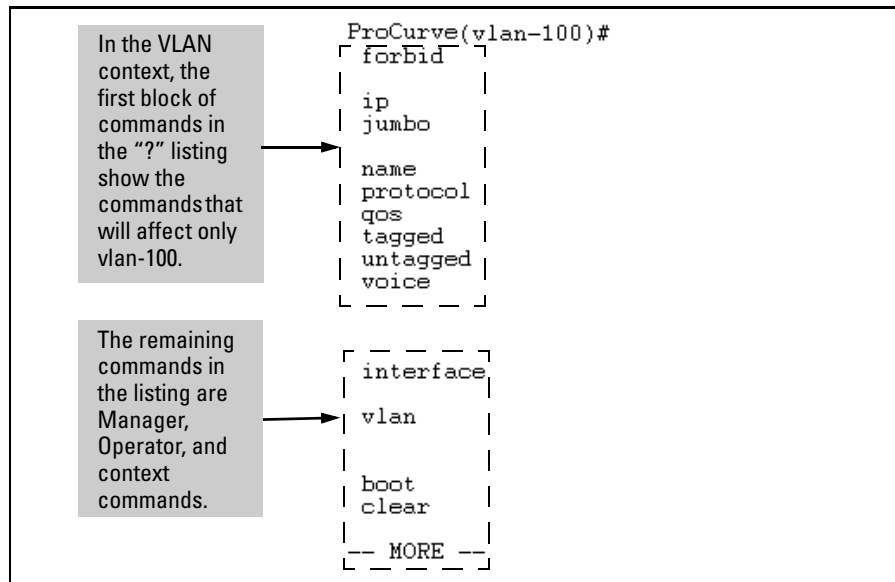 In the VLAN
context, the
first block of
commands in
the “?” listing
show the
commands that
will affect only
vlan-100.
ProCurve(vlan-100)#
forbid
ip
jumbo
name
protocol
qos
tagged
untagged
voice
The remaining
commands in
the listing are
Manager,
Operator, and
context
commands.
interface
vlan
boot
clear
-- MORE --